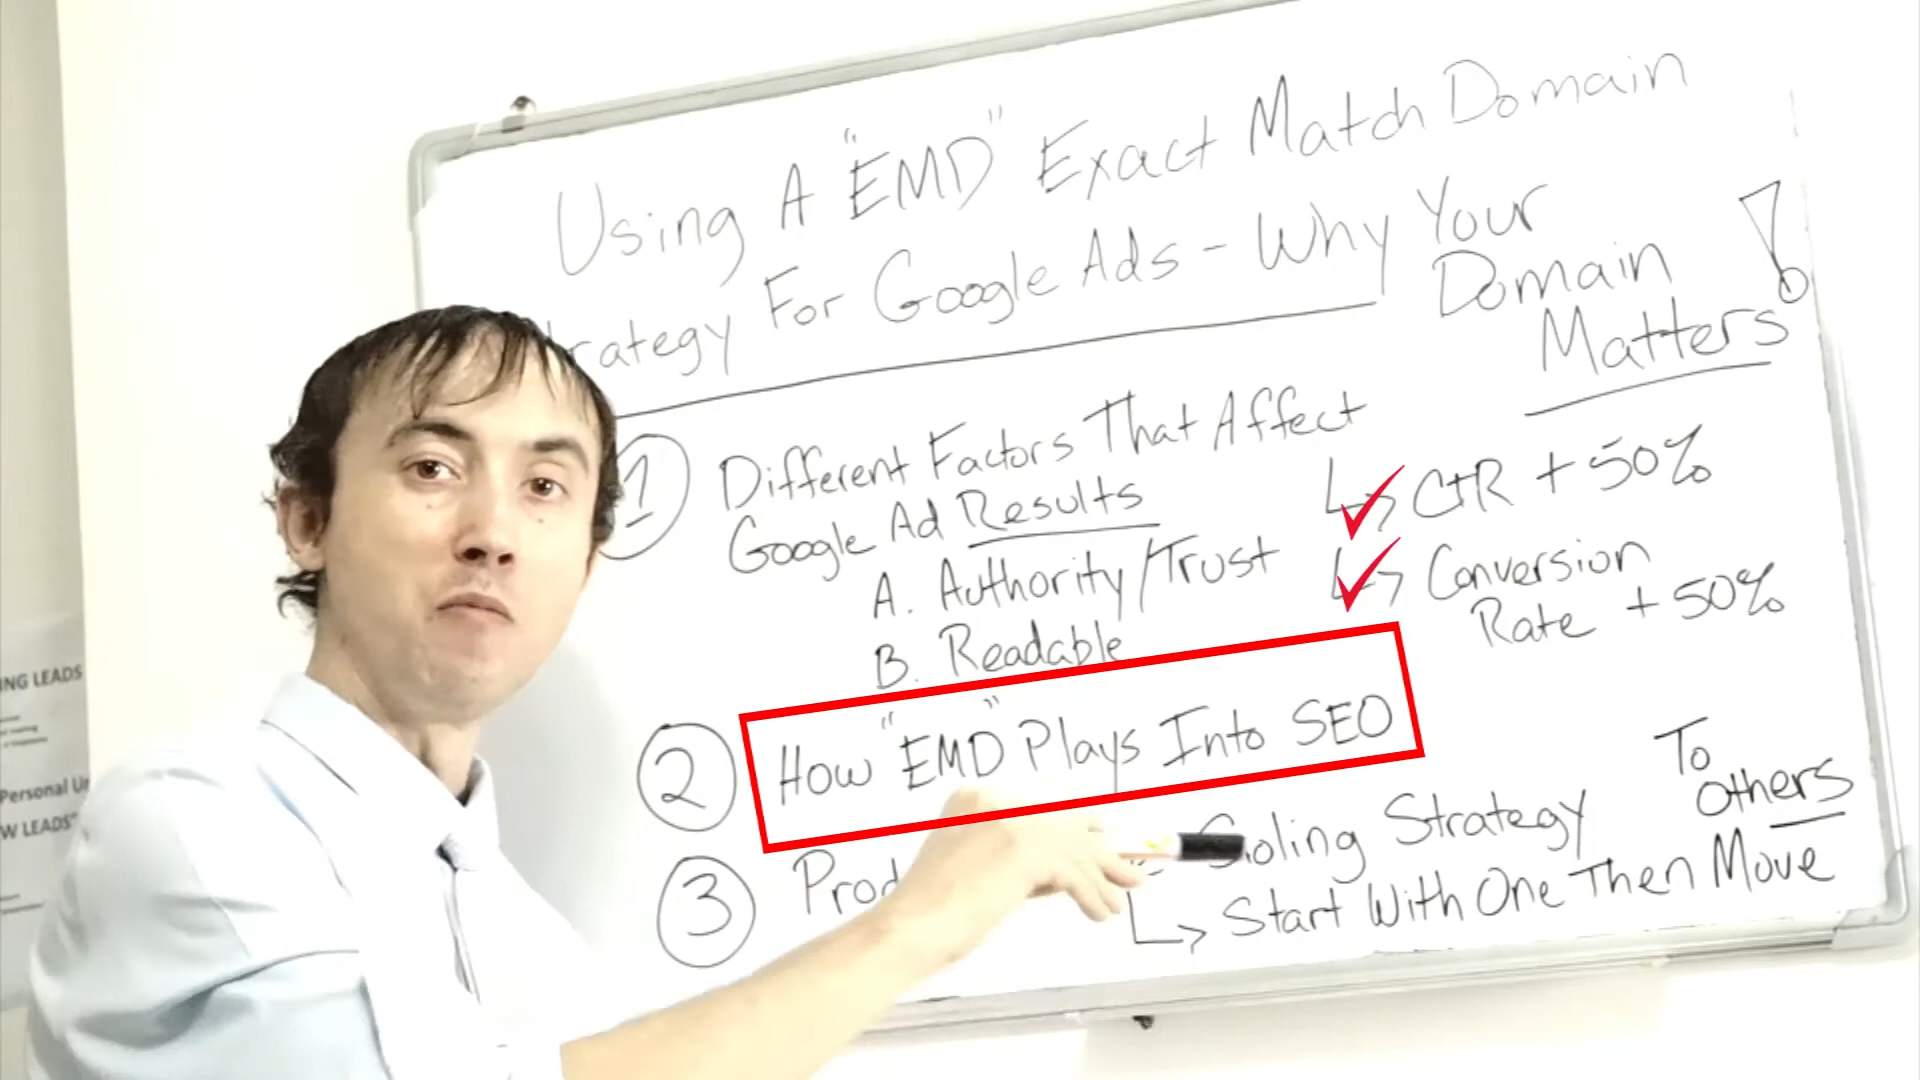 Using A "EMD" Exact Match Domain
rategy For Google Ads - Why Your
Domain
Matters!
1 Different Factors That Affect
Google Ad Results
A. Authority/Trust
B. Readable
↳ CTR + 50%
↳ Conversion
Rate + 50%
2 How "EMD" Plays Into SEO
3 Prod
Strategy
↳ Start With One Then Move
To
Others
ING LEADS
Personal U
W LEADS"